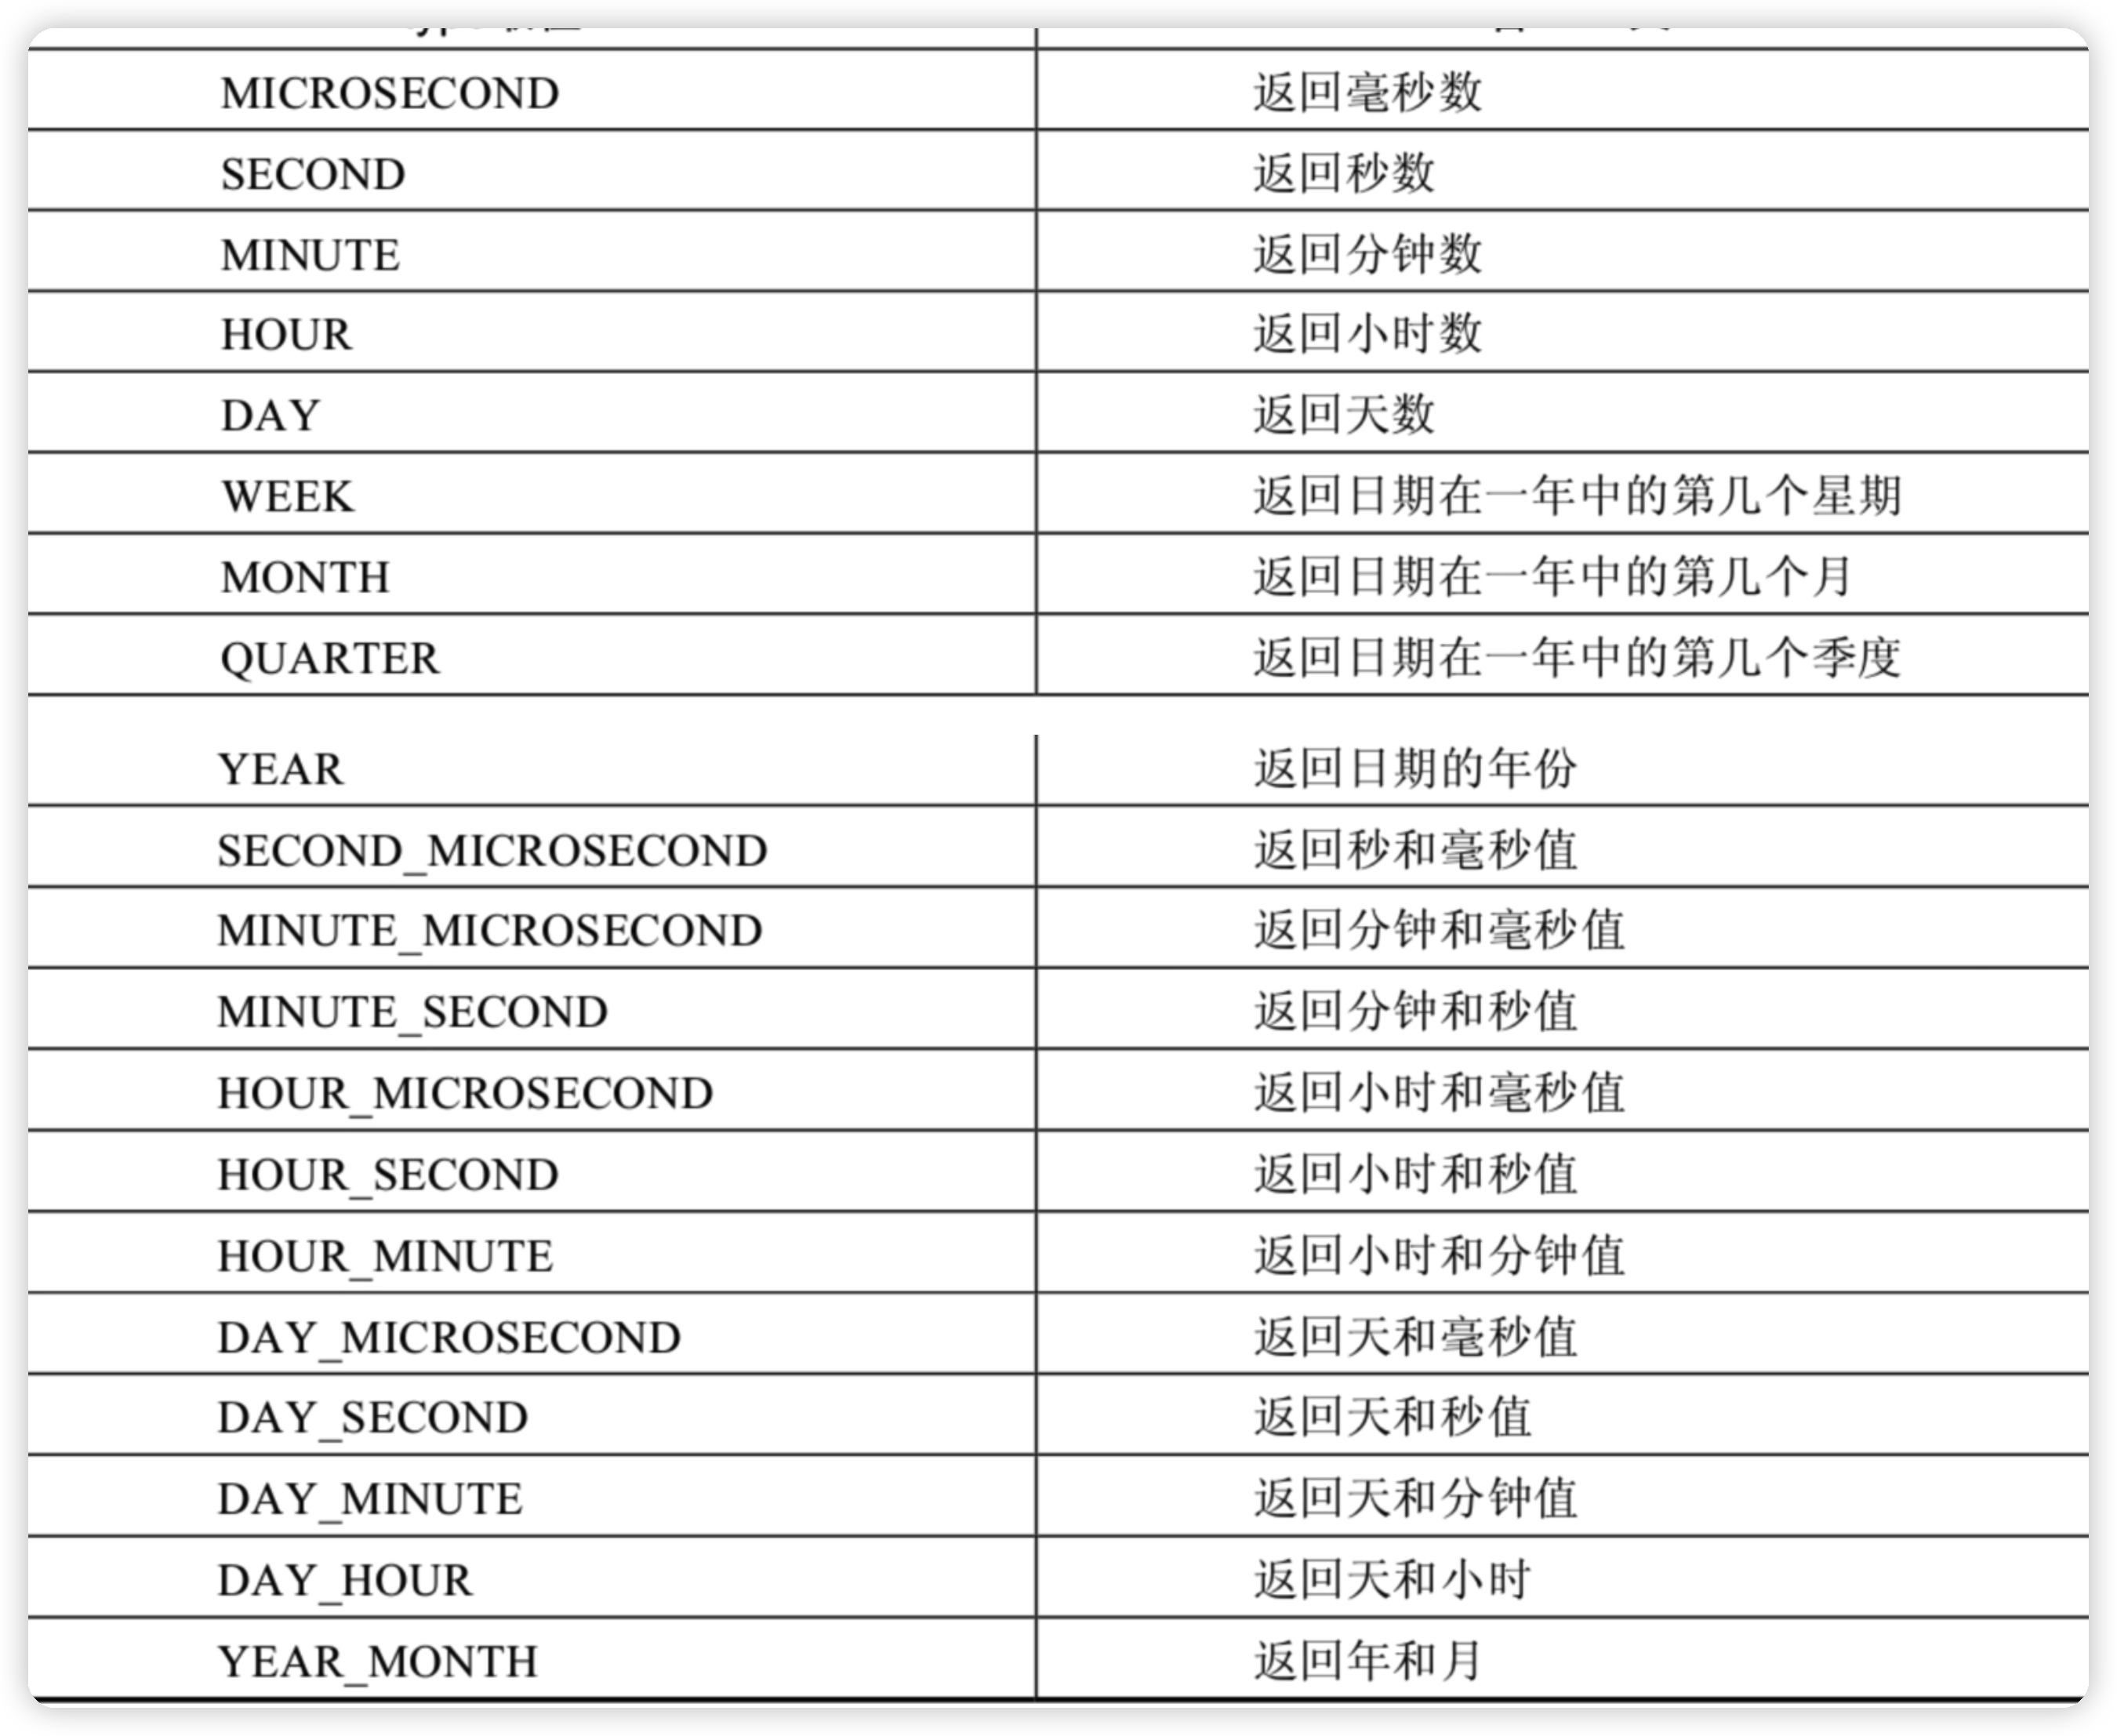 MICROSECOND 返回毫秒数
SECOND 返回秒数
MINUTE 返回分钟数
HOUR 返回小时数
DAY 返回天数
WEEK 返回日期在一年中的第几个星期
MONTH 返回日期在一年中的第几个月
QUARTER 返回日期在一年中的第几个季度
YEAR 返回日期的年份
SECOND_MICROSECOND 返回秒和毫秒值
MINUTE_MICROSECOND 返回分钟和毫秒值
MINUTE_SECOND 返回分钟和秒值
HOUR_MICROSECOND 返回小时和毫秒值
HOUR_SECOND 返回小时和秒值
HOUR_MINUTE 返回小时和分钟值
DAY_MICROSECOND 返回天和毫秒值
DAY_SECOND 返回天和秒值
DAY_MINUTE 返回天和分钟值
DAY_HOUR 返回天和小时
YEAR_MONTH 返回年和月